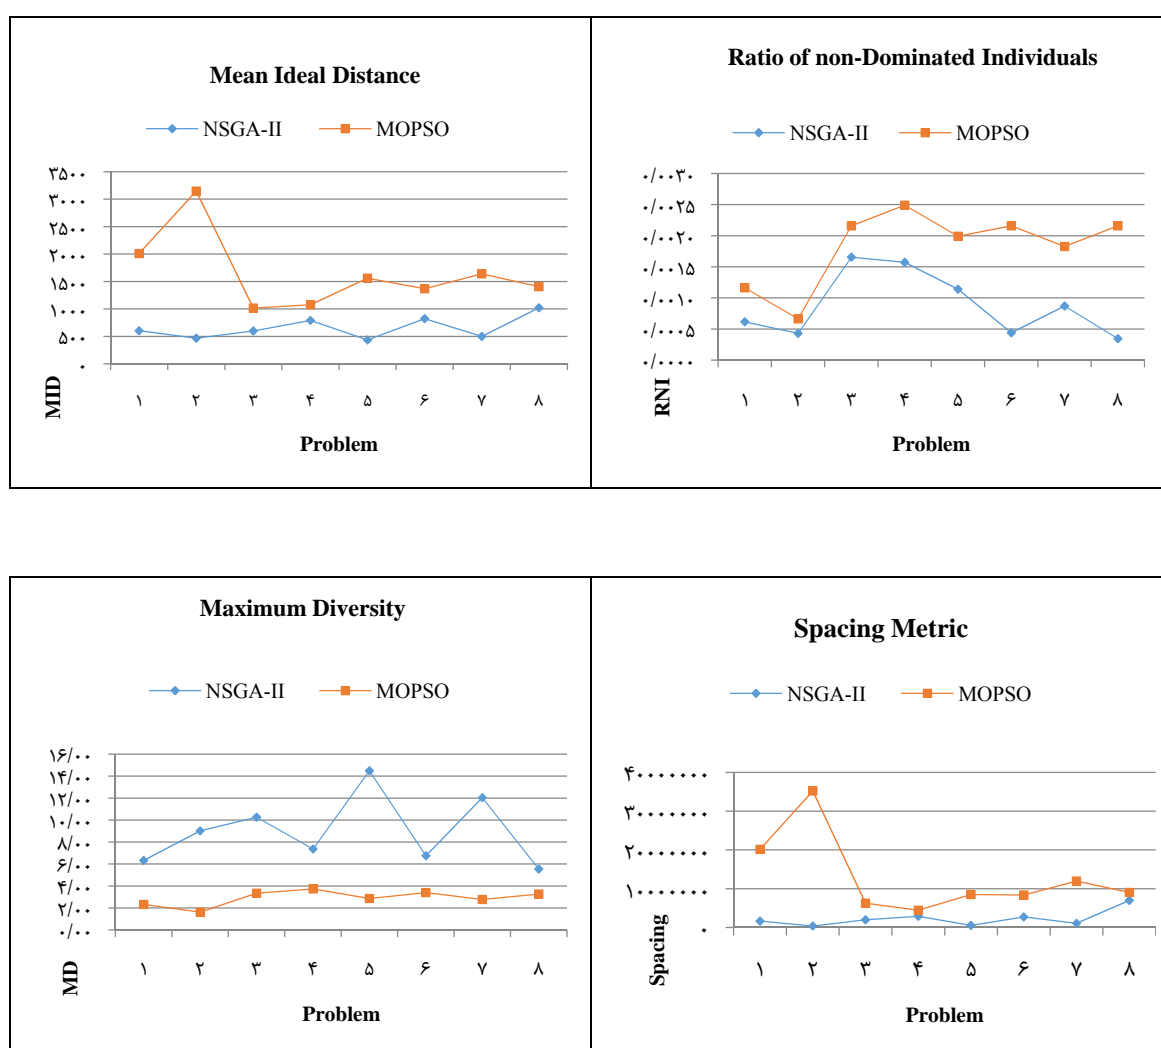 Mean Ideal Distance
NSGA-II MOPSO
۳۵۰۰
۳۰۰۰
۲۵۰۰
۲۰۰۰
۱۵۰۰
۱۰۰۰
۵۰۰
۰
MID
۱ ۲ ۳ ۴ ۵ ۶ ۷ ۸
Problem
Ratio of non-Dominated Individuals
NSGA-II MOPSO
۰/۰۰۳۰
۰/۰۰۲۵
۰/۰۰۲۰
۰/۰۰۱۵
۰/۰۰۱۰
۰/۰۰۰۵
۰/۰۰۰۰
RNI
۱ ۲ ۳ ۴ ۵ ۶ ۷ ۸
Problem
Maximum Diversity
NSGA-II MOPSO
۱۶/۰۰
۱۴/۰۰
۱۲/۰۰
۱۰/۰۰
۸/۰۰
۶/۰۰
۴/۰۰
۲/۰۰
۰/۰۰
MD
۱ ۲ ۳ ۴ ۵ ۶ ۷ ۸
Problem
Spacing Metric
NSGA-II MOPSO
۴۰۰۰۰۰۰۰
۳۰۰۰۰۰۰۰
۲۰۰۰۰۰۰۰
۱۰۰۰۰۰۰۰
۰
Spacing
۱ ۲ ۳ ۴ ۵ ۶ ۷ ۸
Problem